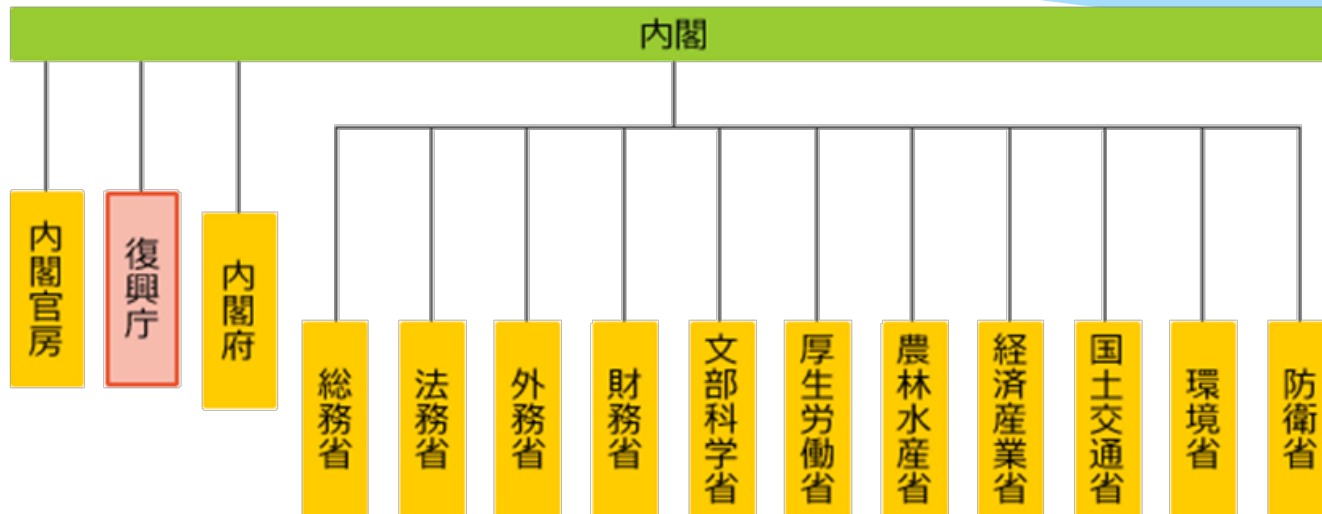 内閣
内閣官房
復興庁
内閣府
総務省
法務省
外務省
財務省
文部科学省
厚生労働省
農林水産省
経済産業省
国土交通省
環境省
防衛省